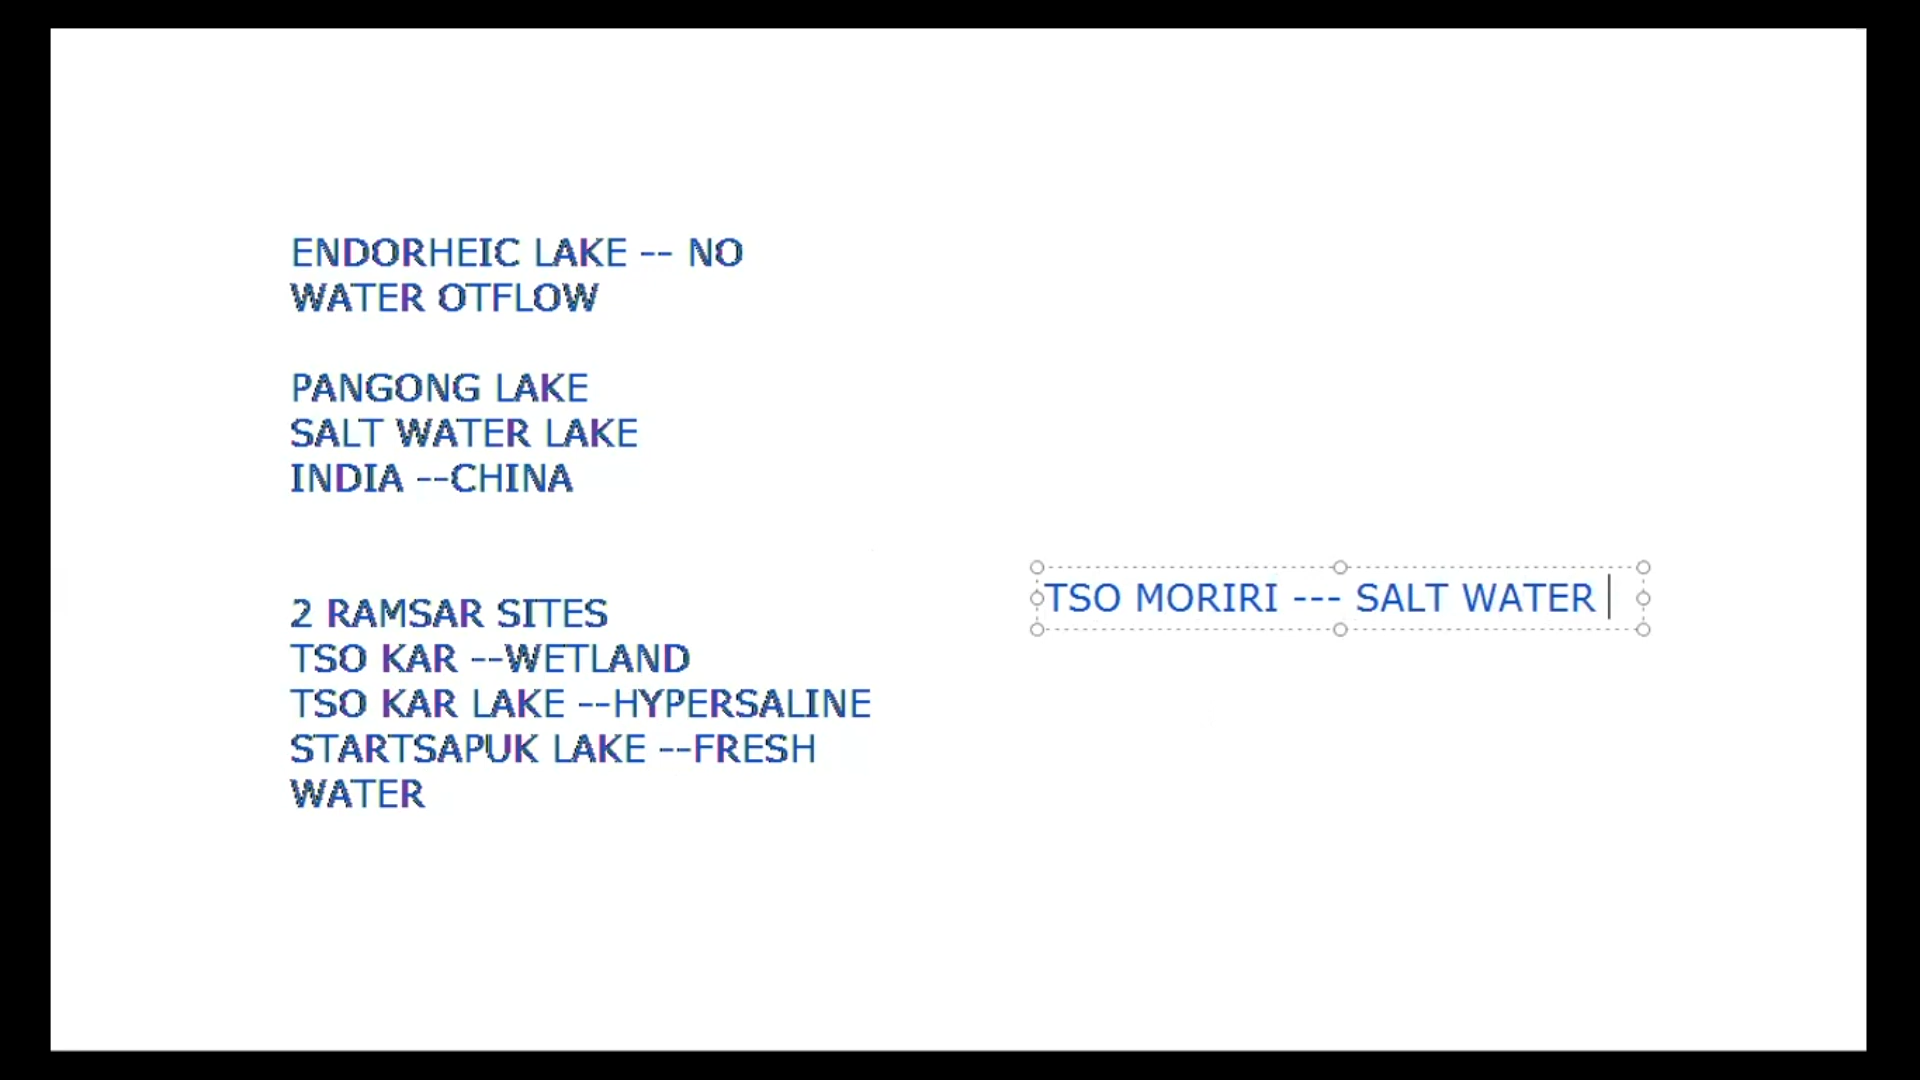 ENDORHEIC LAKE -- NO
WATER OTFLOW
PANGONG LAKE
SALT WATER LAKE
INDIA --CHINA
2 RAMSAR SITES
TSO KAR --WETLAND
TSO KAR LAKE --HYPERSALINE
STARTSAPUK LAKE --FRESH
WATER
TSO MORIRI --- SALT WATER